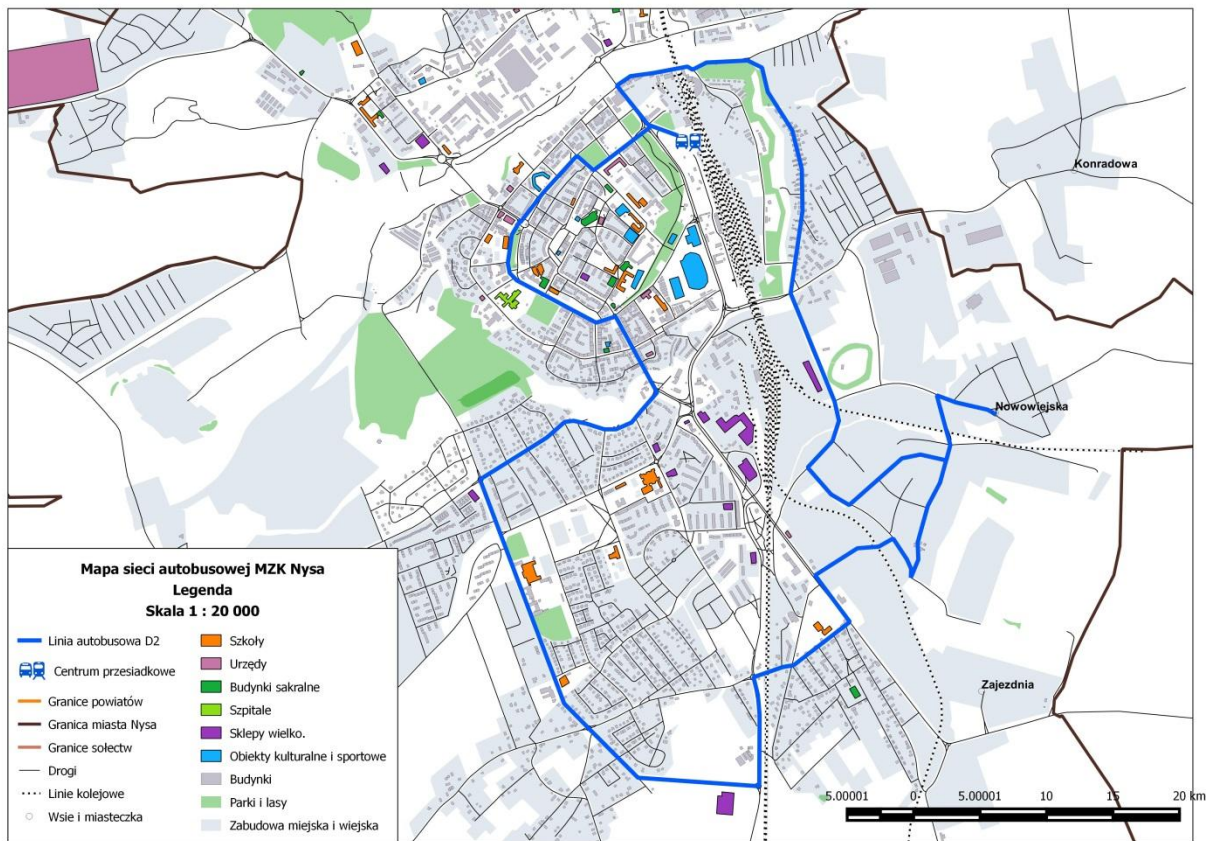 Konradowa
Nowowiejska
Zajezdnia
Mapa sieci autobusowej MZK Nysa
Legenda
Skala 1 : 20 000
Linia autobusowa D2
Centrum przesiadkowe
Granice powiatów
Granica miasta Nysa
Granice sołectw
Drogi
Linie kolejowe
Wsie i miasteczka
Szkoły
Urzędy
Budynki sakralne
Szpitale
Sklepy wielko.
Obiekty kulturalne i sportowe
Budynki
Parki i lasy
Zabudowa miejska i wiejska
5.00001 0 5.00001 10 15 20 km